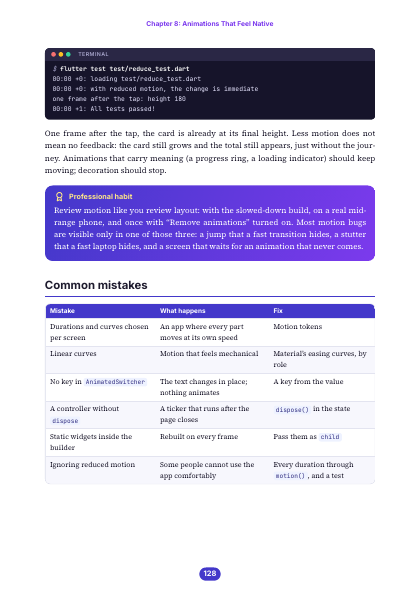 Chapter 8: Animations That Feel Native
TERMINAL
$ flutter test test/reduce_test.dart
00:00 +0: loading test/reduce_test.dart
00:00 +0: with reduced motion, the change is immediate
one frame after the tap: height 180
00:00 +1: All tests passed!
One frame after the tap, the card is already at its final height. Less motion does not
mean no feedback: the card still grows and the total still appears, just without the jour-
ney. Animations that carry meaning (a progress ring, a loading indicator) should keep
moving; decoration should stop.
Professional habit
Review motion like you review layout: with the slowed-down build, on a real mid-
range phone, and once with “Remove animations” turned on. Most motion bugs
are visible only in one of those three: a jump that a fast transition hides, a stutter
that a fast laptop hides, and a screen that waits for an animation that never comes.
Common mistakes
Mistake What happens Fix
Durations and curves chosen An app where every part Motion tokens
per screen moves at its own speed
Linear curves Motion that feels mechanical Material’s easing curves, by
role
No key in AnimatedSwitcher The text changes in place; A key from the value
nothing animates
A controller without A ticker that runs after the dispose() in the state
dispose page closes
Static widgets inside the Rebuilt on every frame Pass them as child
builder
Ignoring reduced motion Some people cannot use the Every duration through
app comfortably motion() , and a test
128